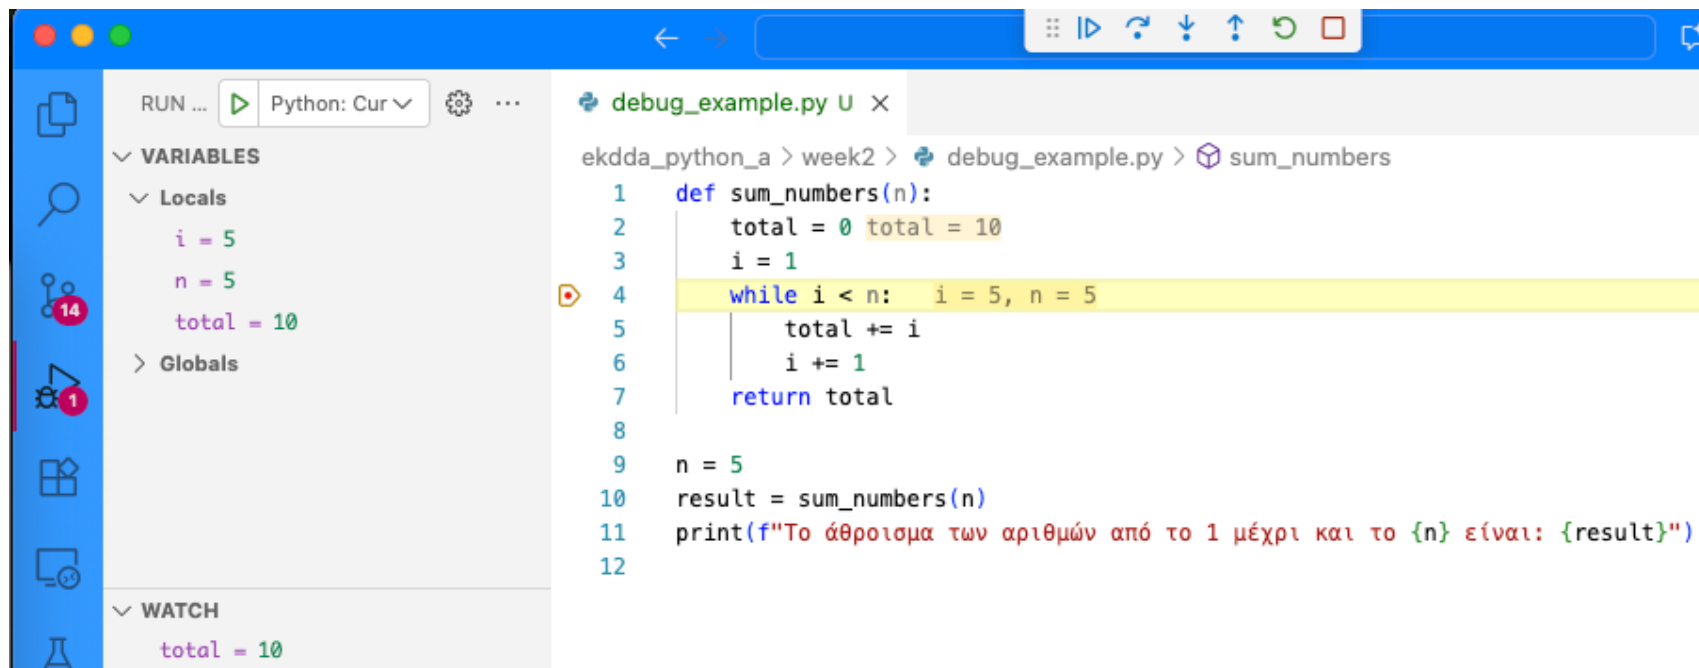 RUN ... Python: Cur ...
debug_example.py U
VARIABLES
Locals
i = 5
n = 5
total = 10
Globals
14
1
WATCH
total = 10
ekdda_python_a > week2 > debug_example.py > sum_numbers
1 def sum_numbers(n):
2 total = 0 total = 10
3 i = 1
4 while i < n: i = 5, n = 5
5 total += i
6 i += 1
7 return total
8
9 n = 5
10 result = sum_numbers(n)
11 print(f"Το άθροισμα των αριθμών από το 1 μέχρι και το {n} είναι: {result}")
12